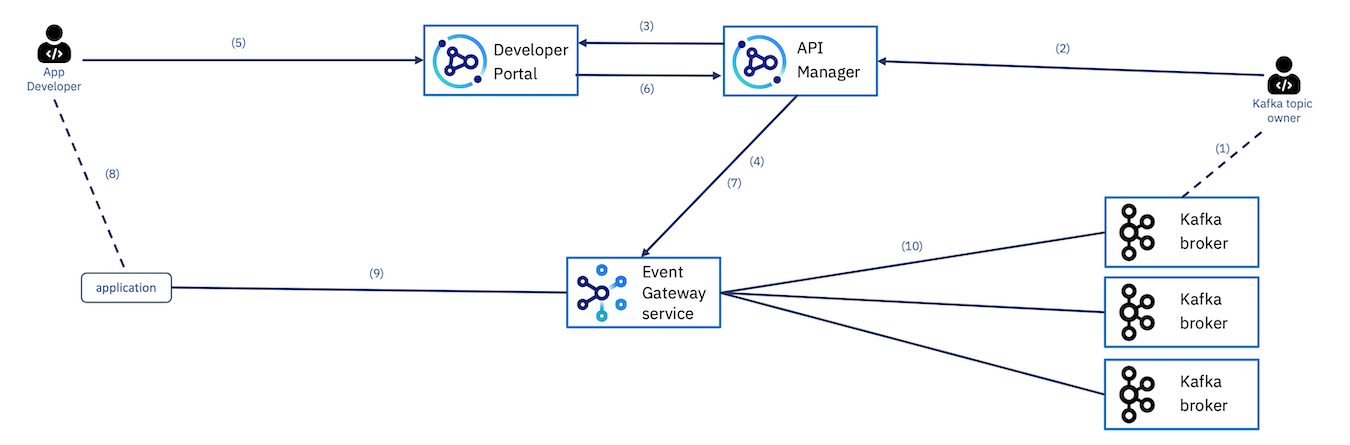 (3)
(5)
Developer
Portal
API
Manager
(2)
App
Developer
(6)
Kafka topic
owner
(4)
(1)
(8)
(7)
Kafka
broker
(10)
(9)
application
Event
Gateway
service
Kafka
broker
Kafka
broker